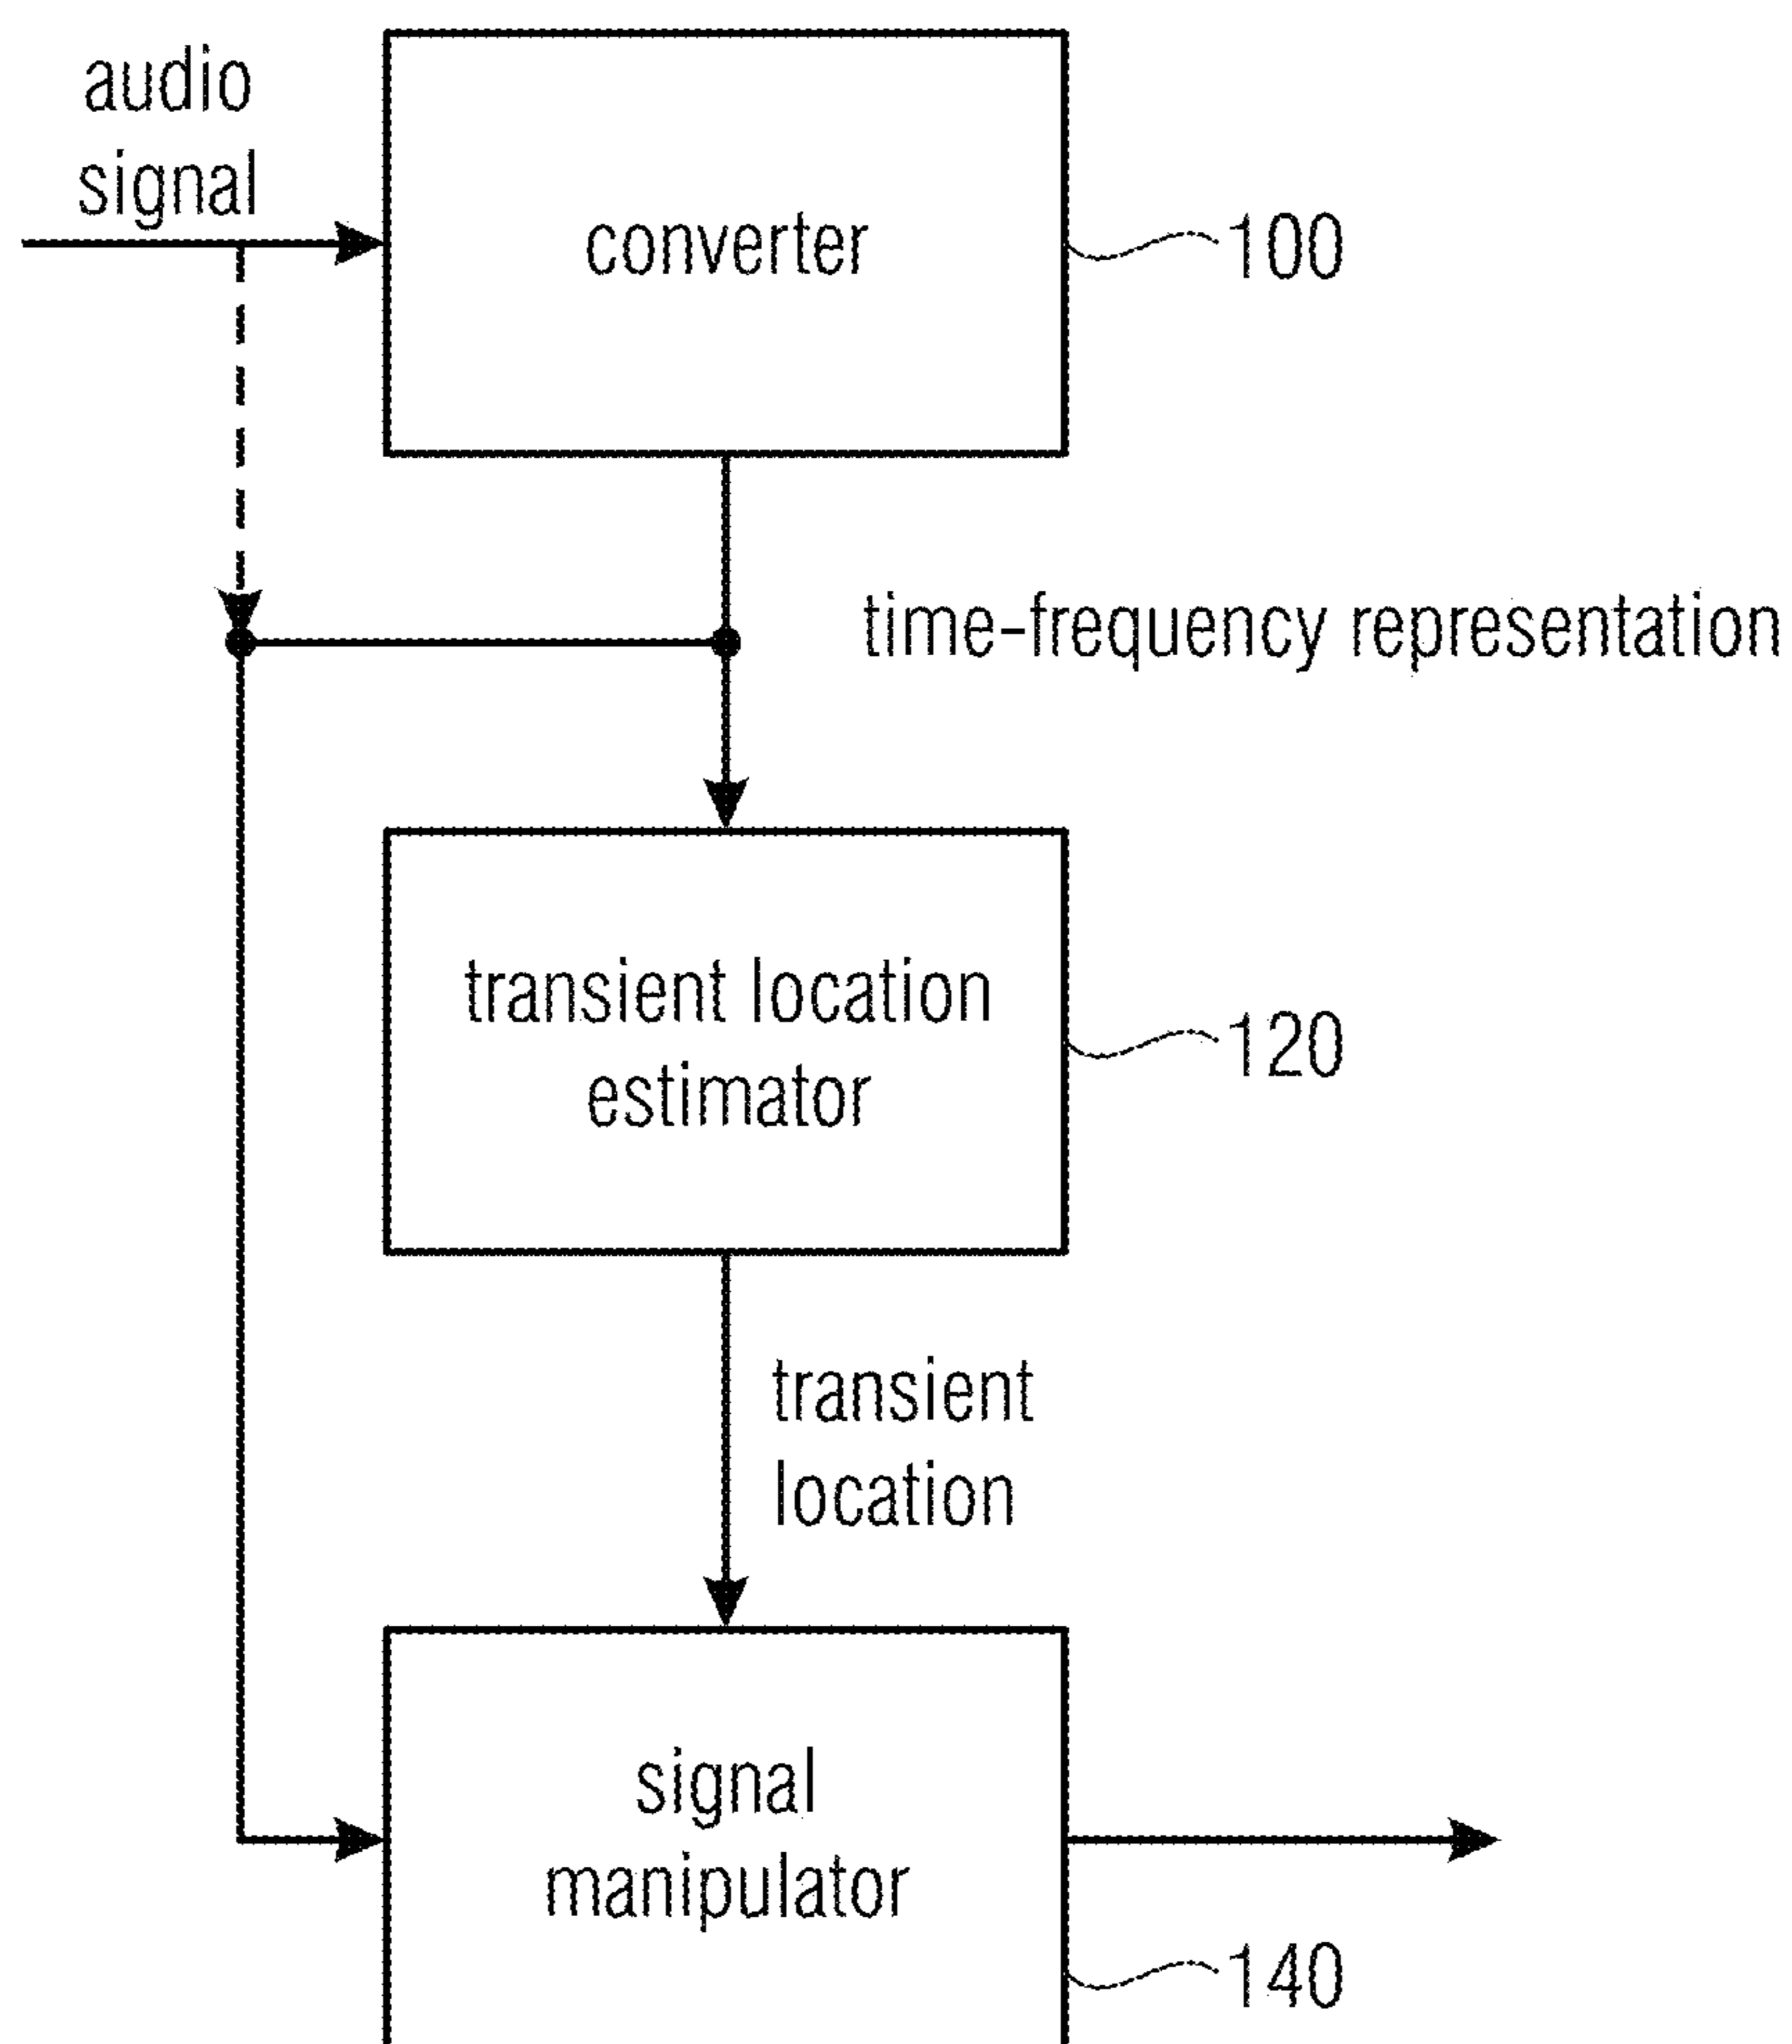 audio
signal
converter
100
time-frequency representation
transient location
estimator
120
transient
location
signal
manipulator
140